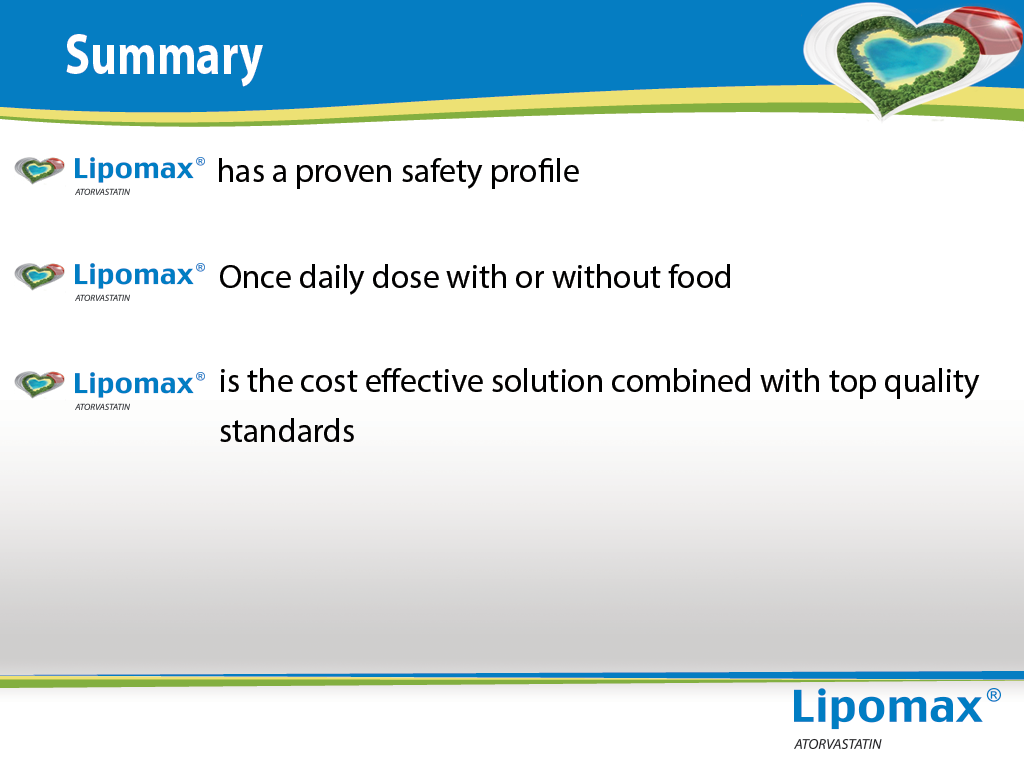 Summary
Lipomax® has a proven safety profile
ATORVASTATIN
Lipomax® Once daily dose with or without food
ATORVASTATIN
Lipomax® is the cost effective solution combined with top quality
ATORVASTATIN
standards
Lipomax®
ATORVASTATIN